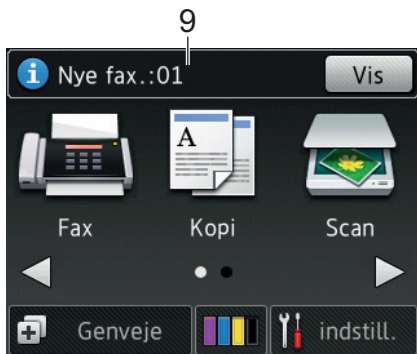 9
Nye fax.:01 Vis
A
Fax Kopi Scan
Genveje indstill.